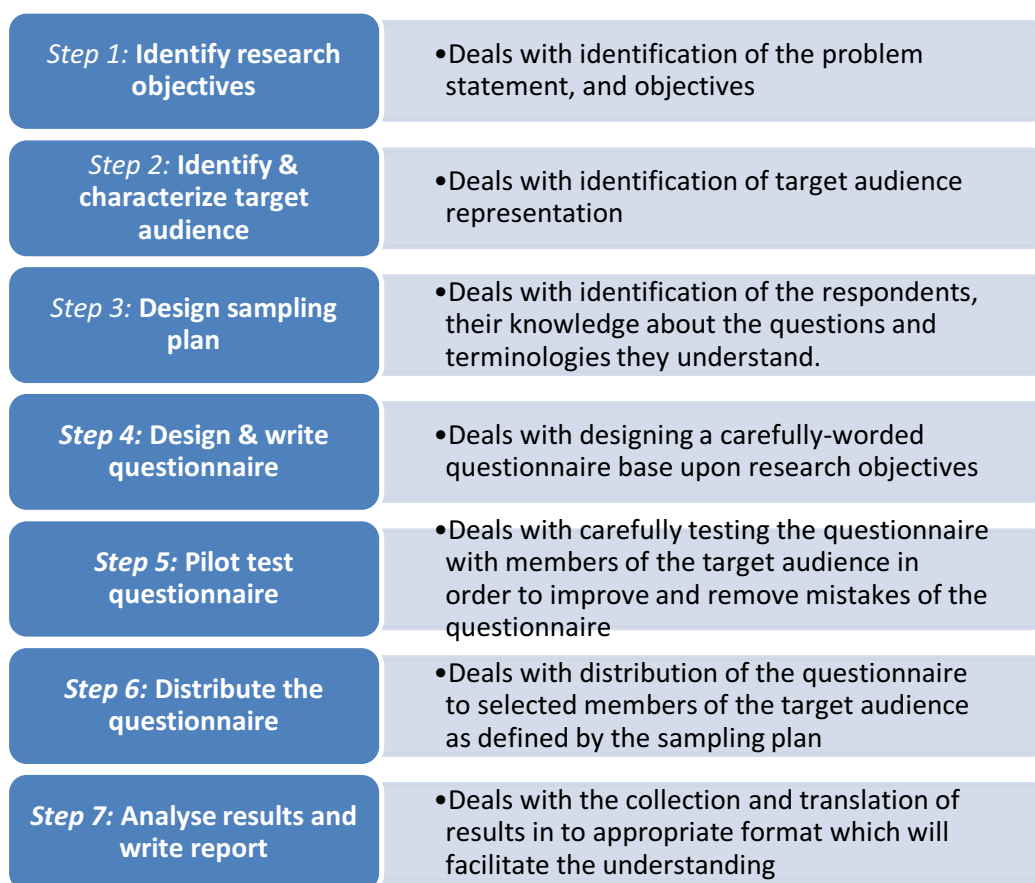 Step 1: Identify research
objectives
•Deals with identification of the problem
statement, and objectives
Step 2: Identify &
characterize target
audience
•Deals with identification of target audience
representation
Step 3: Design sampling
plan
•Deals with identification of the respondents,
their knowledge about the questions and
terminologies they understand.
Step 4: Design & write
questionnaire
•Deals with designing a carefully-worded
questionnaire base upon research objectives
Step 5: Pilot test
questionnaire
•Deals with carefully testing the questionnaire
with members of the target audience in
order to improve and remove mistakes of the
questionnaire
Step 6: Distribute the
questionnaire
•Deals with distribution of the questionnaire
to selected members of the target audience
as defined by the sampling plan
Step 7: Analyse results and
write report
•Deals with the collection and translation of
results in to appropriate format which will
facilitate the understanding